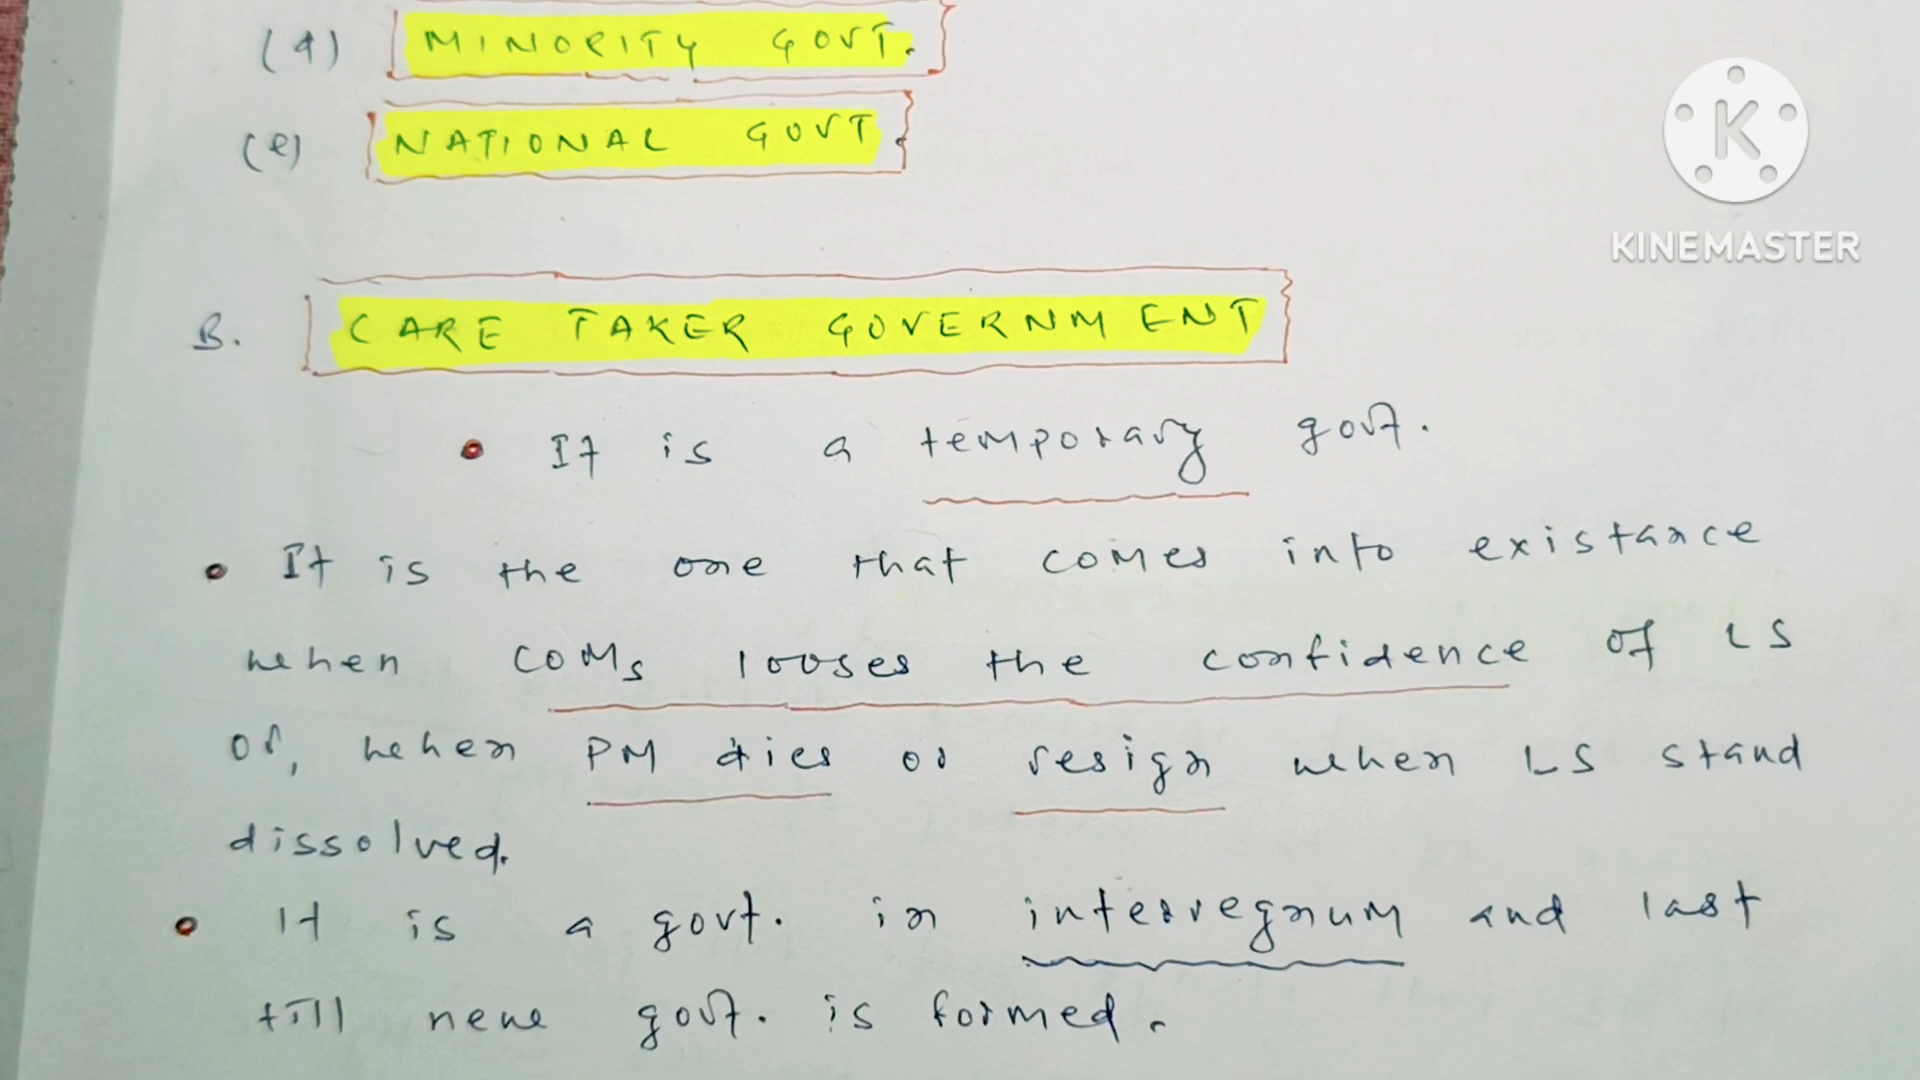 (d) MINORITY GOVT.
(e) NATIONAL GOVT.
K
KINEMASTER
B. CARE TAKER GOVERNMENT
• It is a temporary govt.
• It is the one that comes into existance
when COMs looses the confidence of LS
or, when PM dies or resign when LS stand
dissolved.
• It is a govt. in interregnum and last
till new govt. is formed.